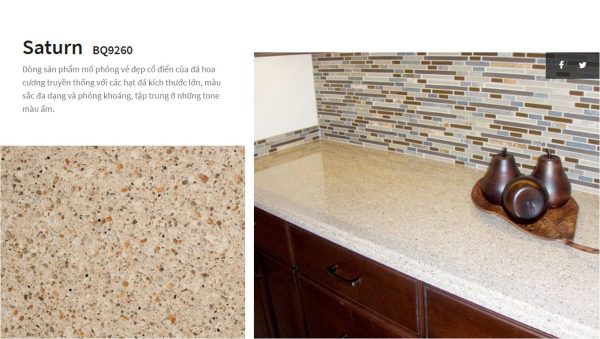 Saturn BQ9260
Dòng sản phẩm mô phỏng vẻ đẹp cổ điển của đá hoa
cương truyền thống với các hạt đá kích thước lớn, màu
sắc đa dạng và phóng khoáng, tập trung ở những tone
màu ấm.